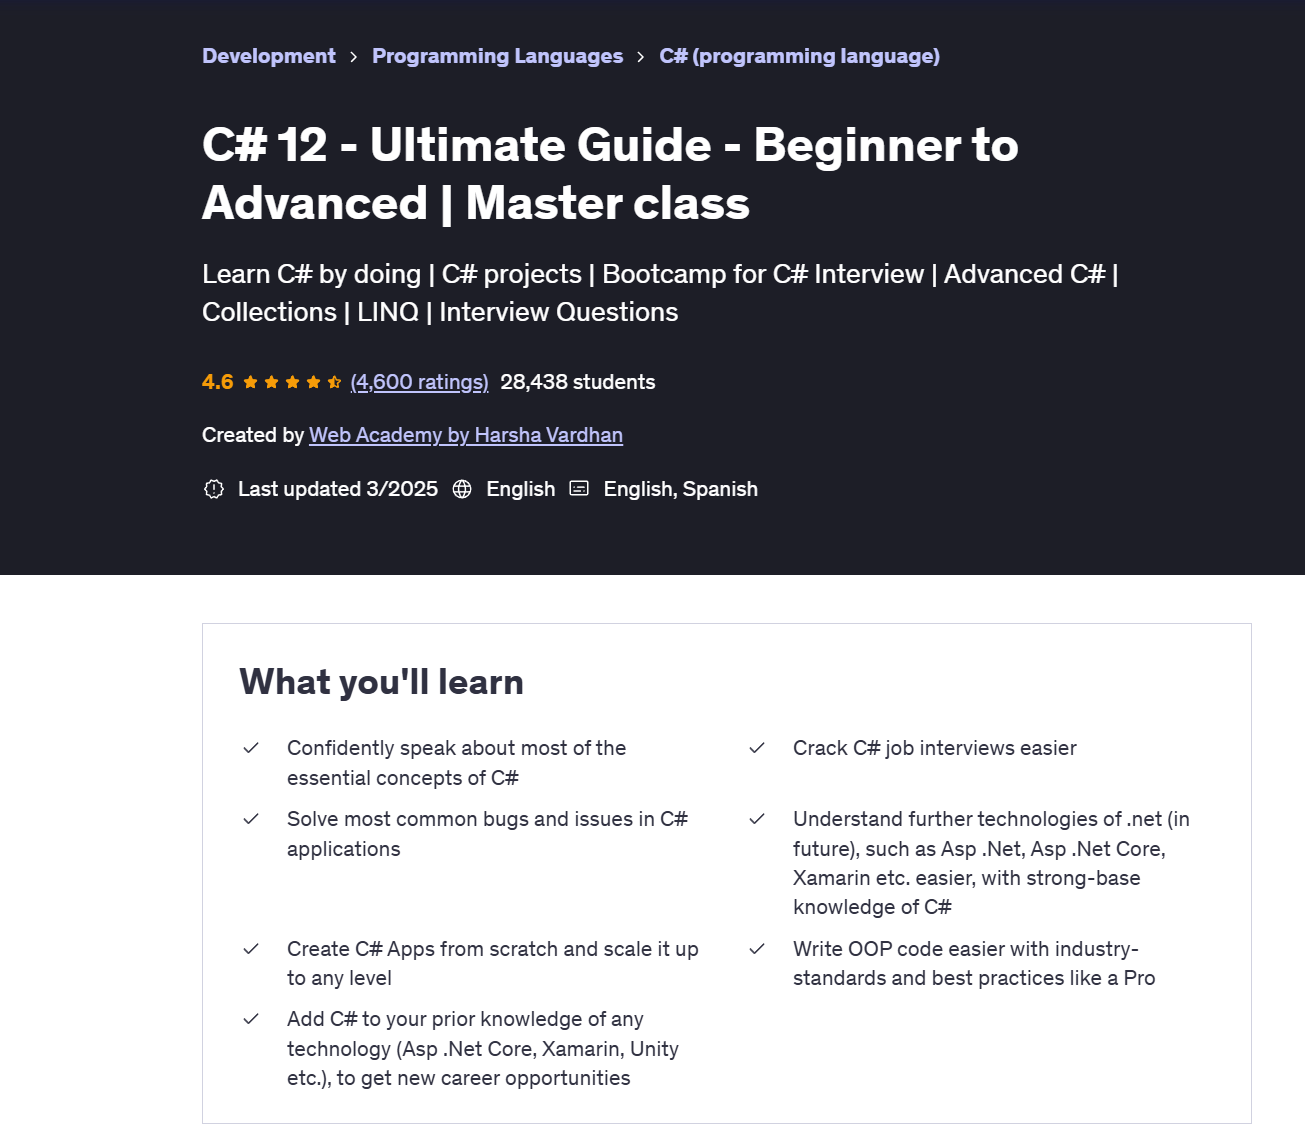 Development > Programming Languages > C# (programming language)
C# 12 - Ultimate Guide - Beginner to
Advanced | Master class
Learn C# by doing | C# projects | Bootcamp for C# Interview | Advanced C# |
Collections | LINQ | Interview Questions
4.6 (4,600 ratings) 28,438 students
Created by Web Academy by Harsha Vardhan
Last updated 3/2025 English English, Spanish
What you'll learn
Confidently speak about most of the
essential concepts of C#
Crack C# job interviews easier
Solve most common bugs and issues in C#
applications
Understand further technologies of .net (in
future), such as Asp .Net, Asp .Net Core,
Xamarin etc. easier, with strong-base
knowledge of C#
Create C# Apps from scratch and scale it up
to any level
Write OOP code easier with industry-
standards and best practices like a Pro
Add C# to your prior knowledge of any
technology (Asp .Net Core, Xamarin, Unity
etc.), to get new career opportunities